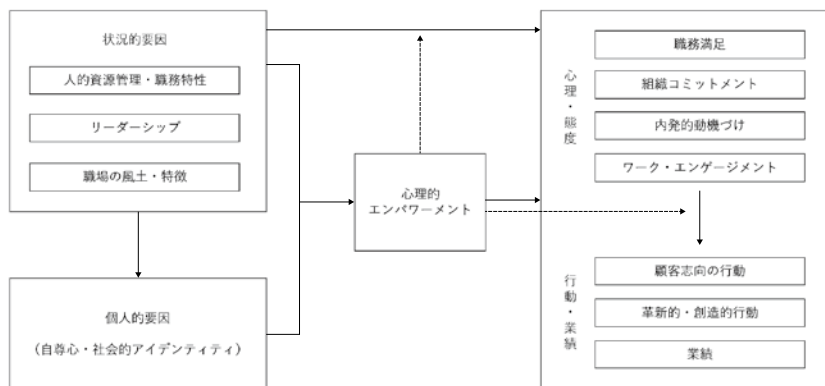 状況的要因
人的資源管理・職務特性
リーダーシップ
職場の風土・特徴
個人的要因
（自尊心・社会的アイデンティティ）
心理的
エンパワーメント
心理・態度
職務満足
組織コミットメント
内発的動機づけ
ワーク・エンゲージメント
行動・業績
顧客志向の行動
革新的・創造的行動
業績